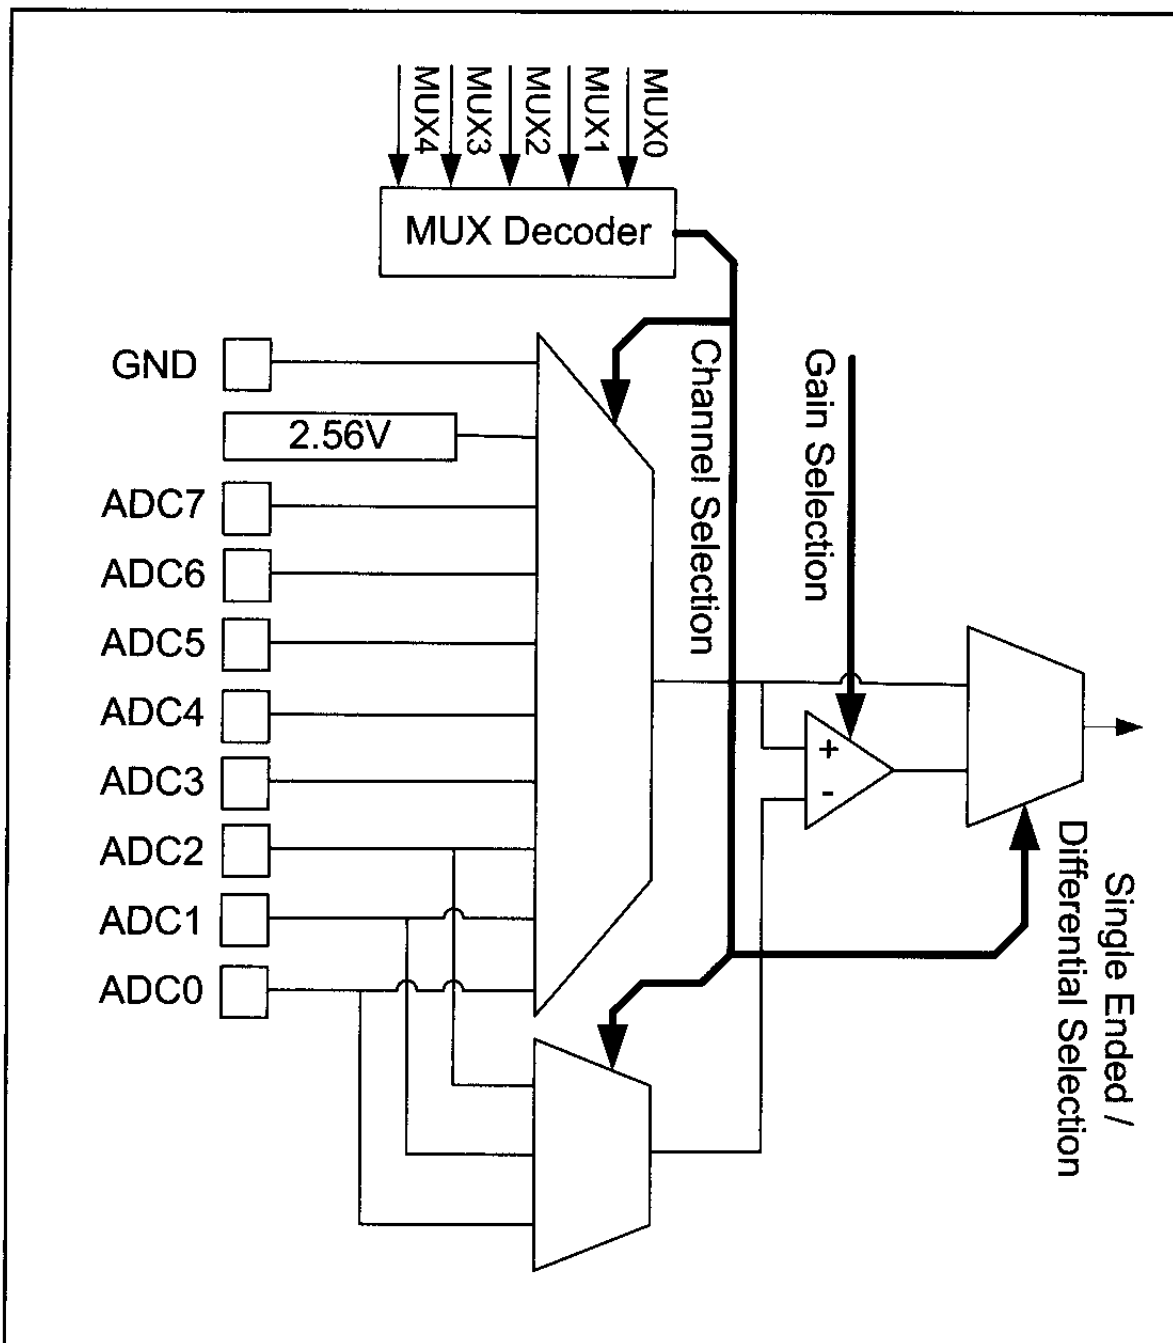 MUX4
MUX3
MUX2
MUX1
MUX0
MUX Decoder
GND
2.56V
ADC7
ADC6
ADC5
ADC4
ADC3
ADC2
ADC1
ADC0
Channel Selection
Gain Selection
+
-
Single Ended /
Differential Selection